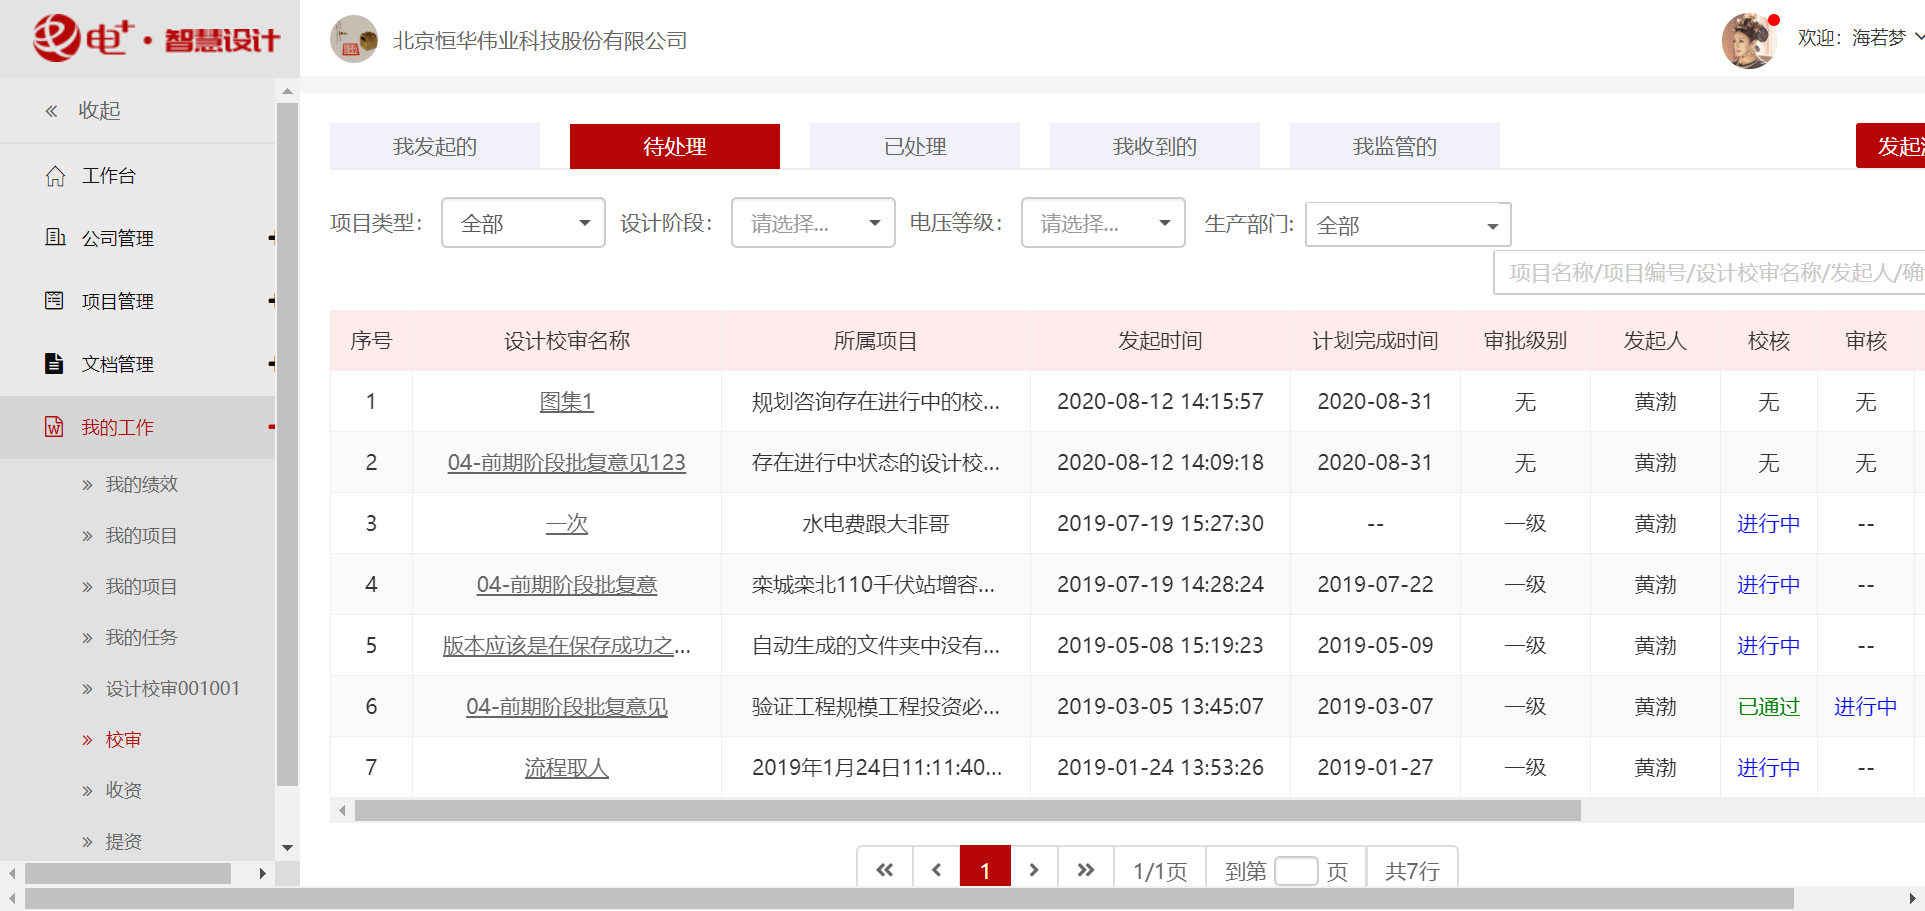 电+·智慧设计
北京恒华伟业科技股份有限公司
欢迎：海若梦
收起
工作台
公司管理
项目管理
文档管理
我的工作
我的绩效
我的项目
我的项目
我的任务
设计校审001001
校审
收资
提资
我发起的 待处理 已处理 我收到的 我监管的 发起
项目类型： 全部 设计阶段： 请选择... 电压等级： 请选择... 生产部门: 全部
项目名称/项目编号/设计校审名称/发起人/确
序号 设计校审名称 所属项目 发起时间 计划完成时间 审批级别 发起人 校核 审核
1 图集1 规划咨询存在进行中的校... 2020-08-12 14:15:57 2020-08-31 无 黄渤 无 无
2 04-前期阶段批复意见123 存在进行中状态的设计校... 2020-08-12 14:09:18 2020-08-31 无 黄渤 无 无
3 一次 水电费跟大非哥 2019-07-19 15:27:30 -- 一级 黄渤 进行中 --
4 04-前期阶段批复意 栾城栾北110千伏站增容... 2019-07-19 14:28:24 2019-07-22 一级 黄渤 进行中 --
5 版本应该是在保存成功之... 自动生成的文件夹中没有... 2019-05-08 15:19:23 2019-05-09 一级 黄渤 进行中 --
6 04-前期阶段批复意见 验证工程规模工程投资必... 2019-03-05 13:45:07 2019-03-07 一级 黄渤 已通过 进行中
7 流程取人 2019年1月24日11:11:40... 2019-01-24 13:53:26 2019-01-27 一级 黄渤 进行中 --
1 1/1页 到第 页 共7行